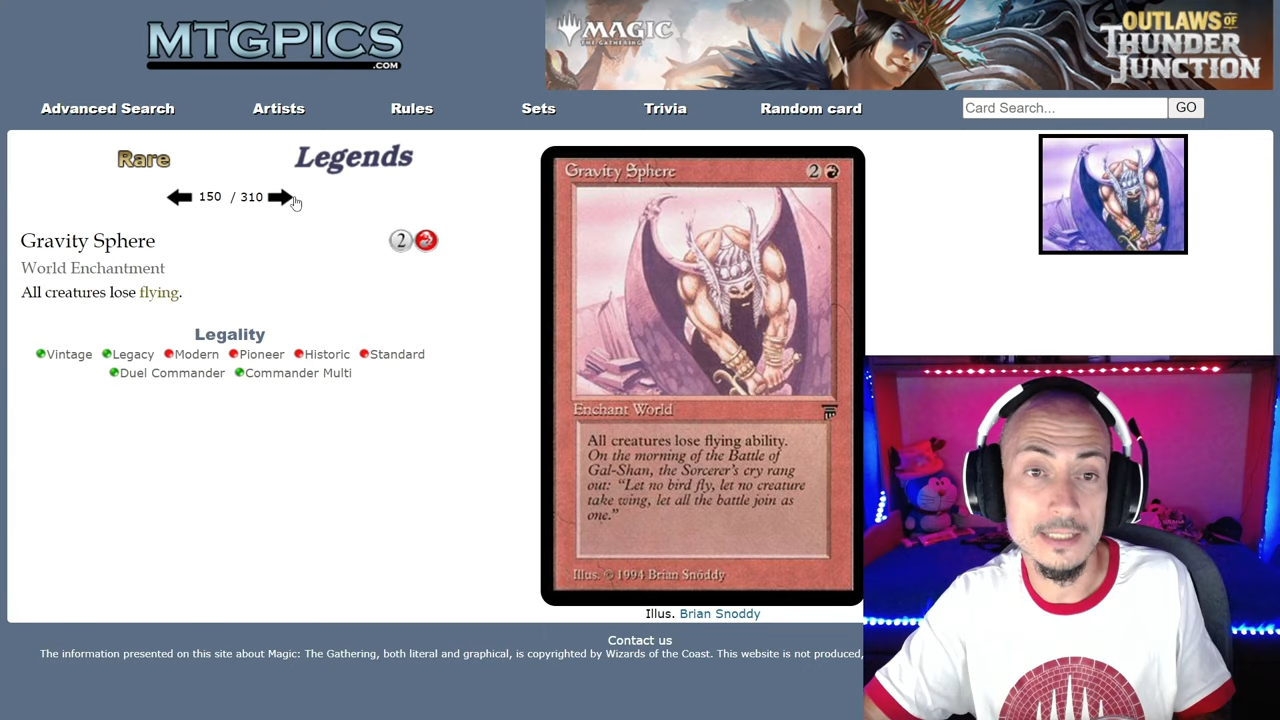 MTGPICS
.COM
MAGIC
THE GATHERING
OUTLAWS OF
THUNDER
JUNCTION
Advanced Search
Artists
Rules
Sets
Trivia
Random card
Card Search...
GO
Rare
Legends
150 / 310
Gravity Sphere
2
World Enchantment
All creatures lose flying.
Legality
Vintage Legacy Modern Pioneer Historic Standard
Duel Commander Commander Multi
Gravity Sphere 2
Enchant World
All creatures lose flying ability.
On the morning of the Battle of
Gal-Shan, the Sorcerer's cry rang
out: “Let no bird fly, let no creature
take wing, let all the battle join as
one.”
Illus. © 1994 Brian Snõddy
Illus. Brian Snoddy
Contact us
The information presented on this site about Magic: The Gathering, both literal and graphical, is copyrighted by Wizards of the Coast. This website is not produced,